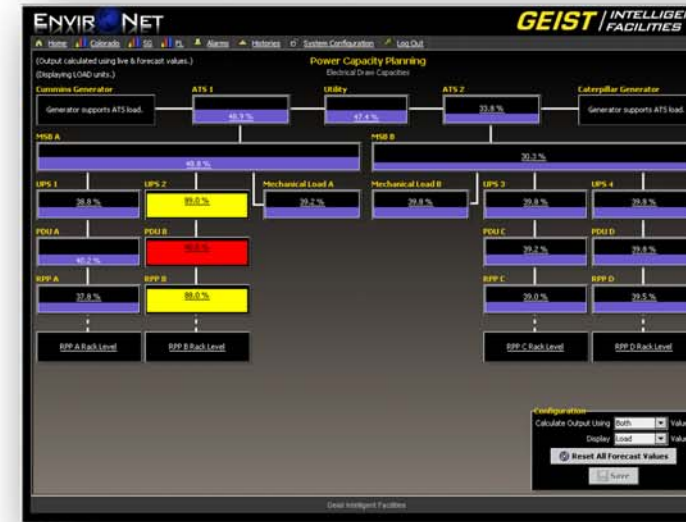 ENVIR NET
GEIST / INTELLIGE
FACILITIES
Home Colorado SG FL Alarms Histories System Configuration Log Out
(Output calculated using live & forecast values.)
Power Capacity Planning
(Displaying LOAD units.)
Electrical Draw Capacities
Cummins Generator ATS 1 Utility ATS 2 Caterpillar Generator
Generator supports ATS load. 48.9 % 47.4 % 33.8 % Generator supports ATS load.
MSB A MSB B
48.8 % 30.3 %
UPS 1 UPS 2 Mechanical Load A Mechanical Load B UPS 3 UPS 4
38.8 % 89.0 % 39.2 % 39.8 % 39.8 % 39.8 %
PDU A PDU B PDU C PDU D
40.2 % 39.2 % 39.8 %
RPP A RPP B RPP C RPP D
37.8 % 88.0 % 39.0 % 39.5 %
RPP A Rack Level RPP B Rack Level RPP C Rack Level RPP D Rack Level
Configuration
Calculate Output Using Both Value
Display Load Value
Reset All Forecast Values
Save
Geist Intelligent Facilities